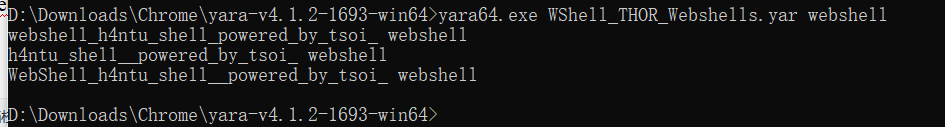 D:\Downloads\Chrome\yara-v4.1.2-1693-win64>yara64.exe WShell_THOR_Webshells.yar webshell
webshell_h4ntu_shell_powered_by_tsoi_ webshell
h4ntu_shell__powered_by_tsoi_ webshell
WebShell_h4ntu_shell__powered_by_tsoi_ webshell
D:\Downloads\Chrome\yara-v4.1.2-1693-win64>